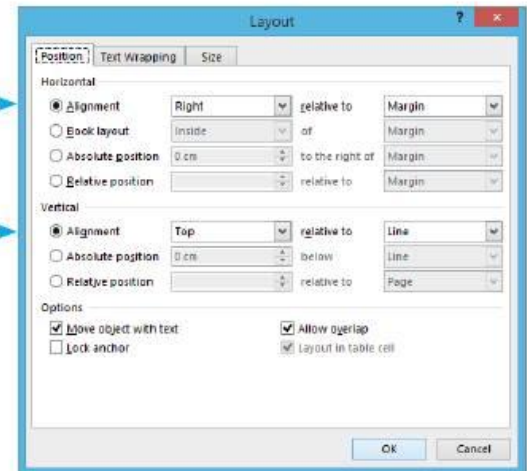 Layout
? ×
Position Text Wrapping Size
Horizontal
Alignment Right relative to Margin
Book layout Inside of Margin
Absolute position 0 cm to the right of Margin
Relative position relative to Margin
Vertical
Alignment Top relative to Line
Absolute position 0 cm below Line
Relative position relative to Page
Options
Move object with text Allow overlap
Lock anchor Layout in table cell
OK Cancel